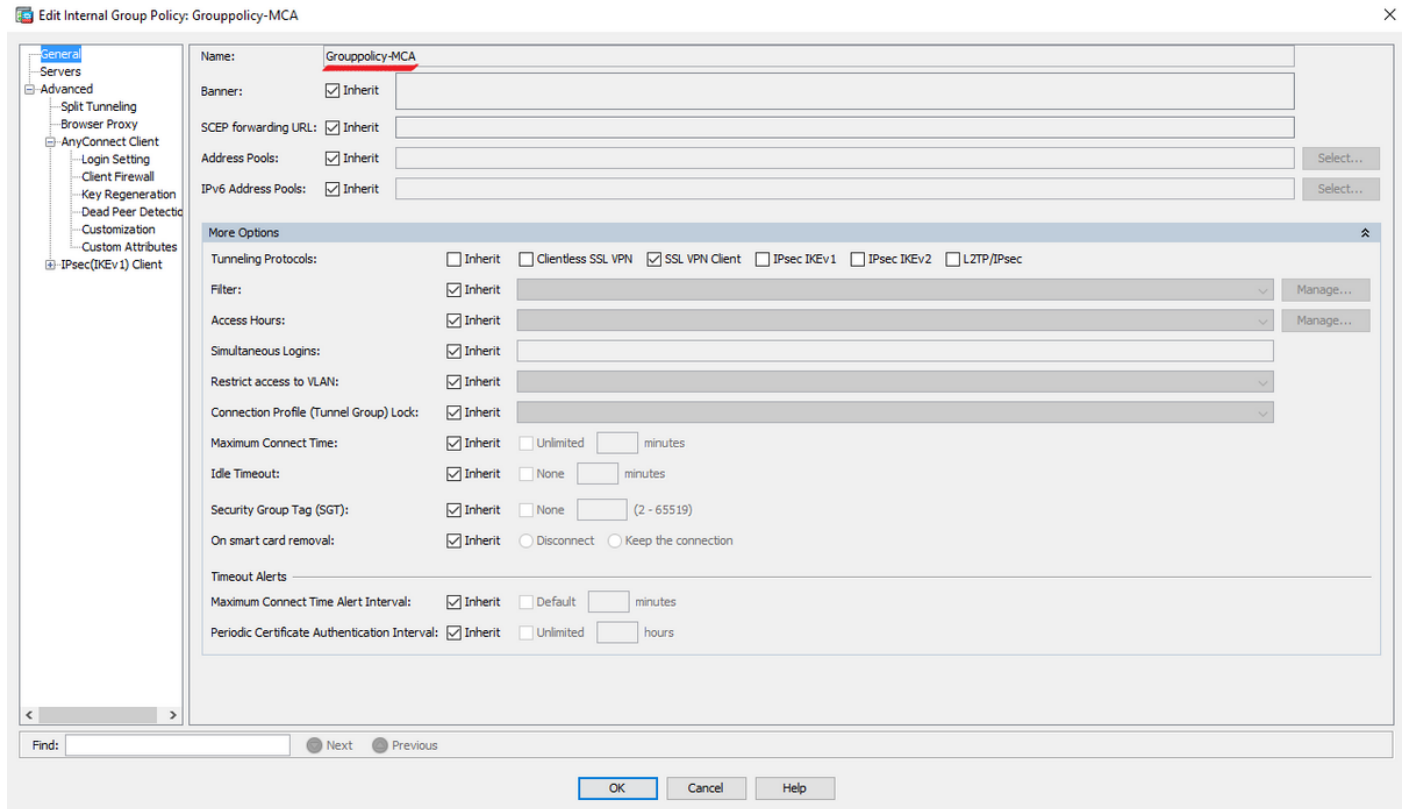 Edit Internal Group Policy: Grouppolicy-MCA
General
Servers
Advanced
Split Tunneling
Browser Proxy
AnyConnect Client
Login Setting
Client Firewall
Key Regeneration
Dead Peer Detectio
Customization
Custom Attributes
IPsec(IKEv1) Client
Name: Grouppolicy-MCA
Banner: Inherit
SCEP forwarding URL: Inherit
Address Pools: Inherit Select...
IPv6 Address Pools: Inherit Select...
More Options
Tunneling Protocols: Inherit Clientless SSL VPN SSL VPN Client IPsec IKEv1 IPsec IKEv2 L2TP/IPsec
Filter: Inherit Manage...
Access Hours: Inherit Manage...
Simultaneous Logins: Inherit
Restrict access to VLAN: Inherit
Connection Profile (Tunnel Group) Lock: Inherit
Maximum Connect Time: Inherit Unlimited minutes
Idle Timeout: Inherit None minutes
Security Group Tag (SGT): Inherit None (2 - 65519)
On smart card removal: Inherit Disconnect Keep the connection
Timeout Alerts
Maximum Connect Time Alert Interval: Inherit Default minutes
Periodic Certificate Authentication Interval: Inherit Unlimited hours
Find: Next Previous
OK Cancel Help